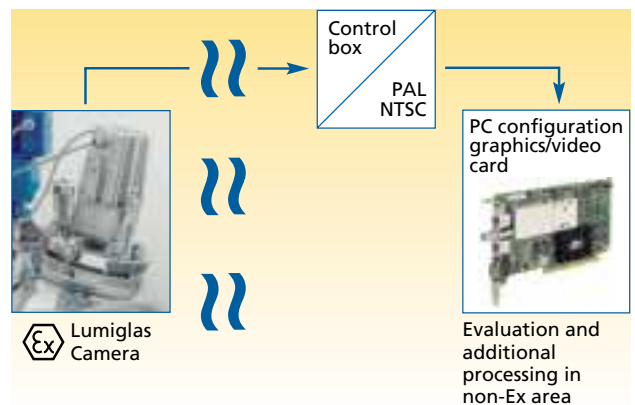 Control
box
PAL
NTSC
PC configuration
graphics/video
card
Ex Lumiglas
Camera
Evaluation and
additional
processing in
non-Ex area